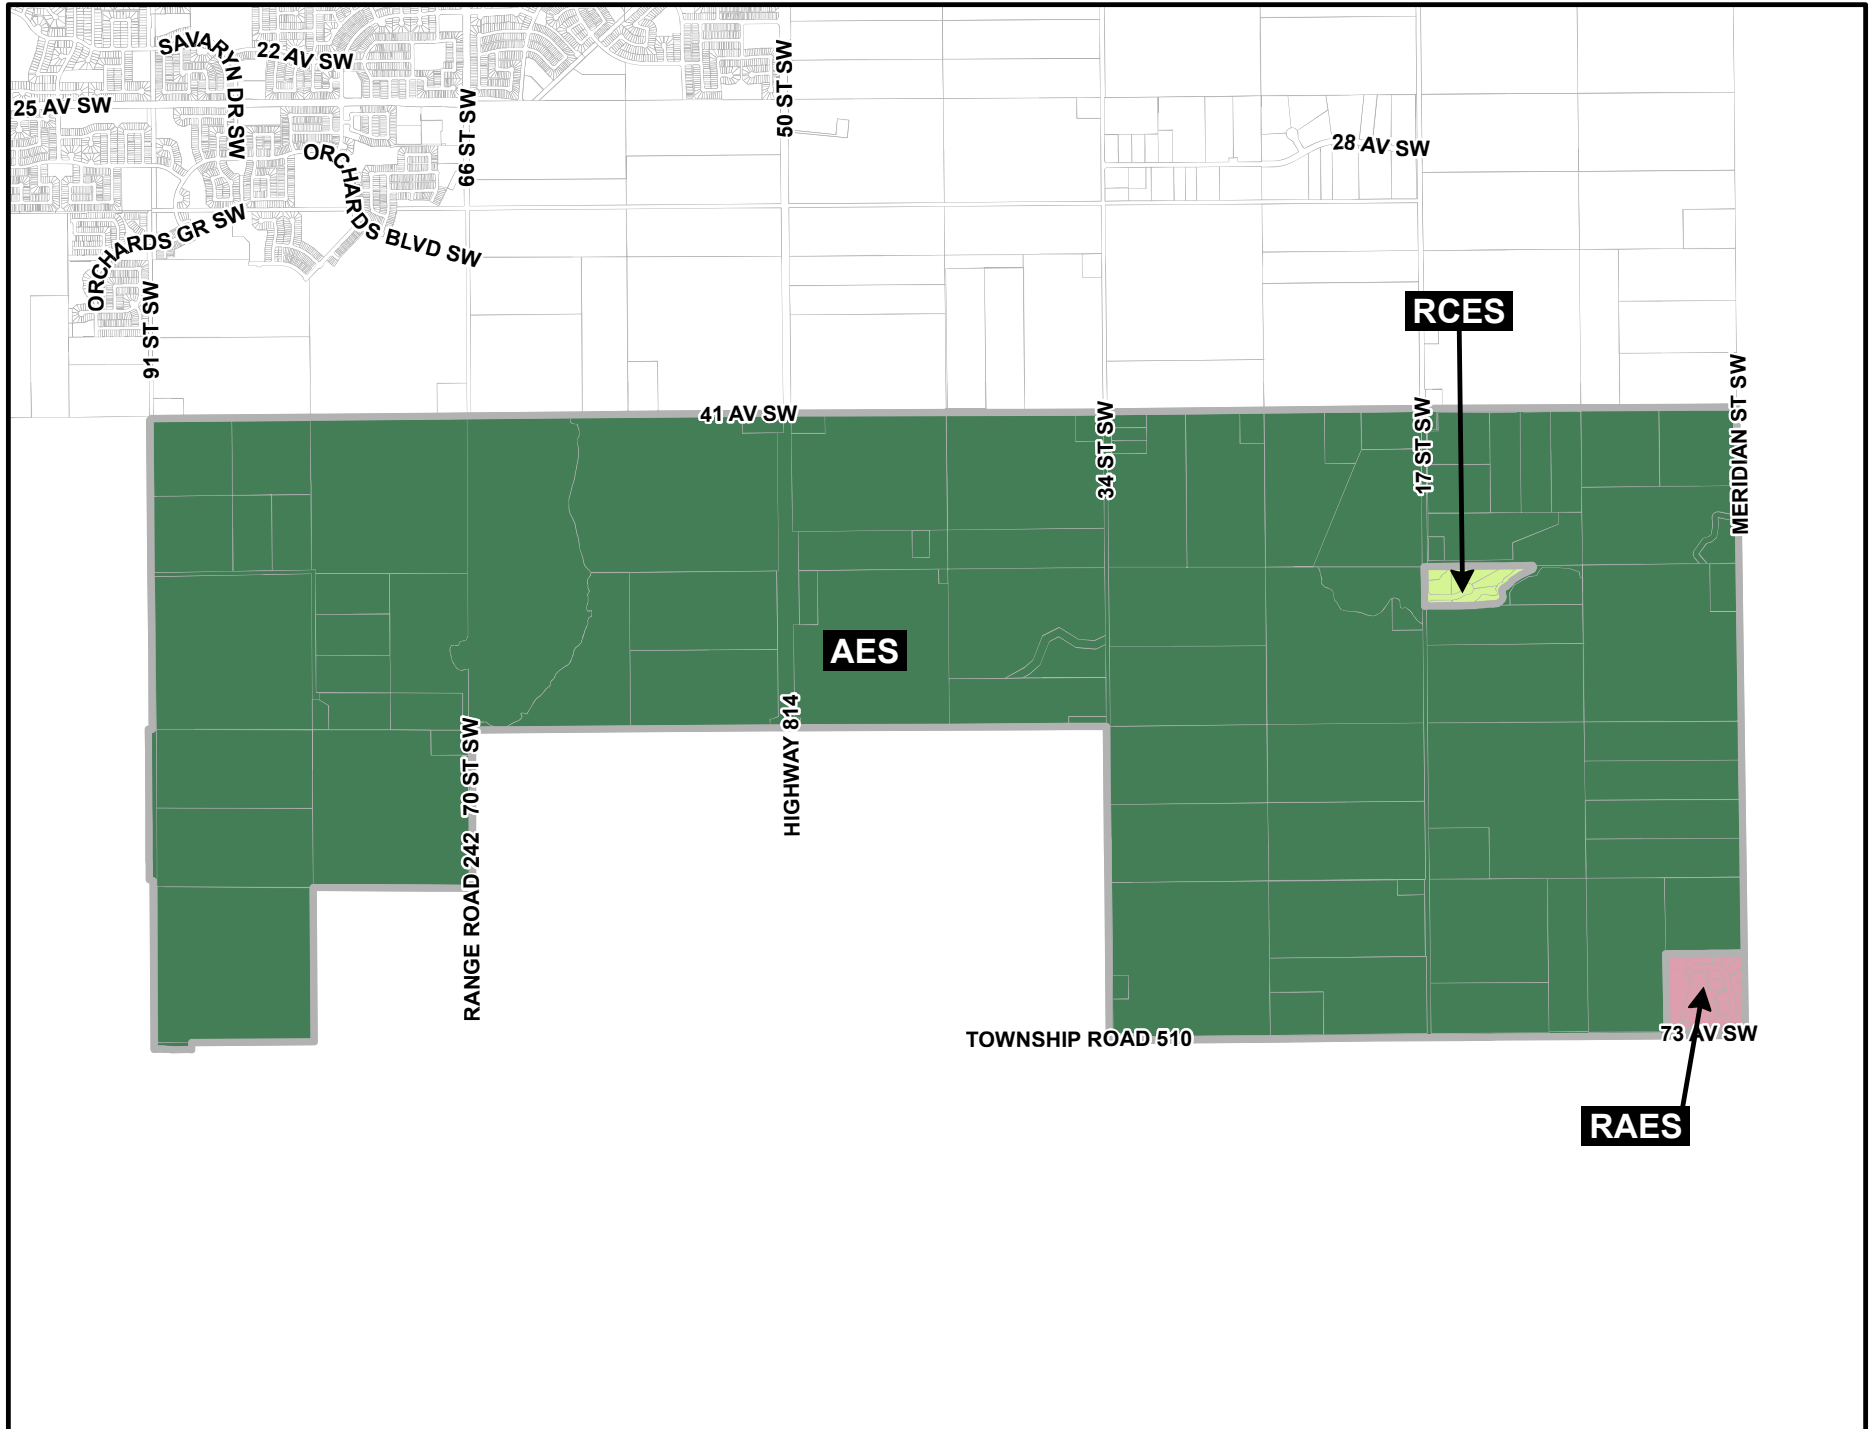 SAVARYN DR SW
22 AV SW
25 AV SW
66 ST SW
50 ST SW
28 AV SW
ORCHARDS BLVD SW
ORCHARDS GR SW
91 ST SW
RCES
MERIDIAN ST SW
41 AV SW
34 ST SW
17 ST SW
AES
HIGHWAY 814
RANGE ROAD 242 70 ST SW
TOWNSHIP ROAD 510
73 AV SW
RAES